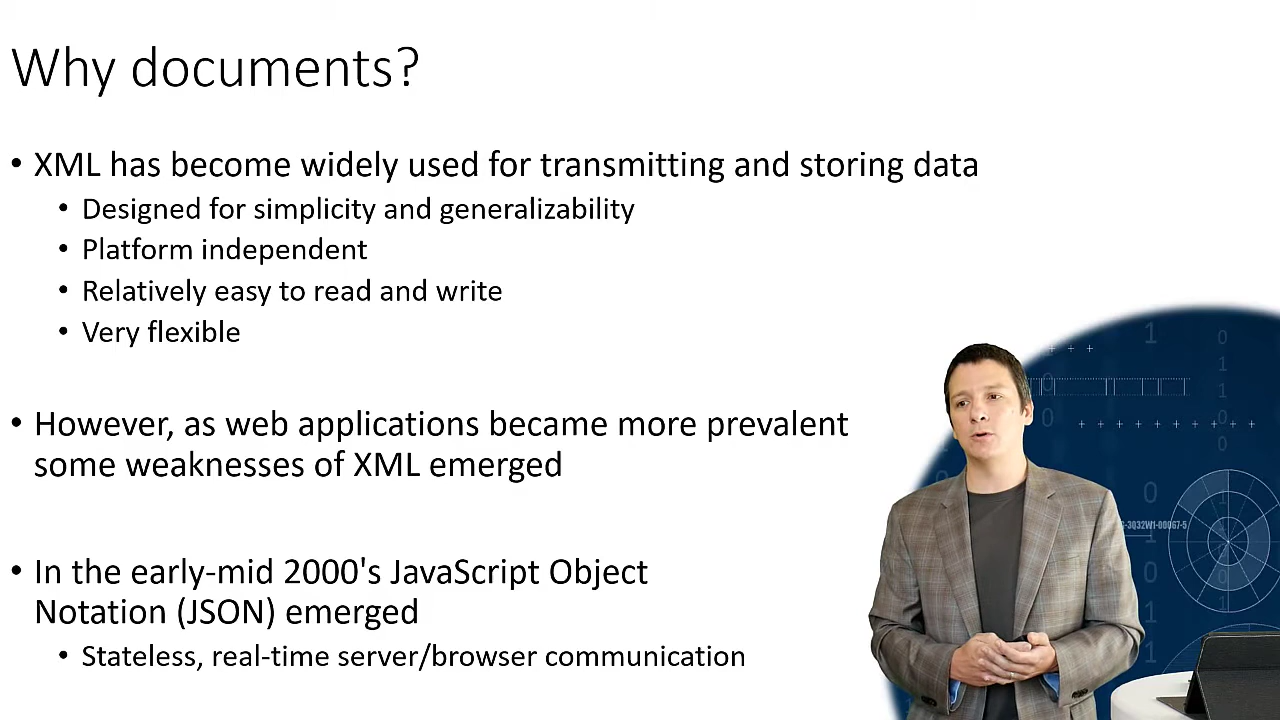 Why documents?
• XML has become widely used for transmitting and storing data
• Designed for simplicity and generalizability
• Platform independent
• Relatively easy to read and write
• Very flexible
• However, as web applications became more prevalent
some weaknesses of XML emerged
• In the early-mid 2000's JavaScript Object
Notation (JSON) emerged
• Stateless, real-time server/browser communication